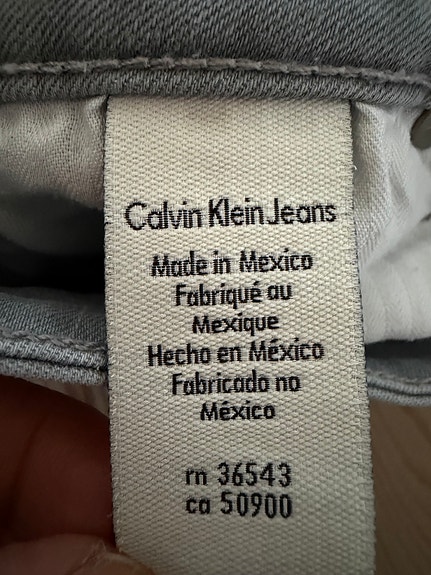 Calvin Klein Jeans
Made in Mexico
Fabriqué au
Mexique
Hecho en México
Fabricado no
México
rn 36543
ca 50900